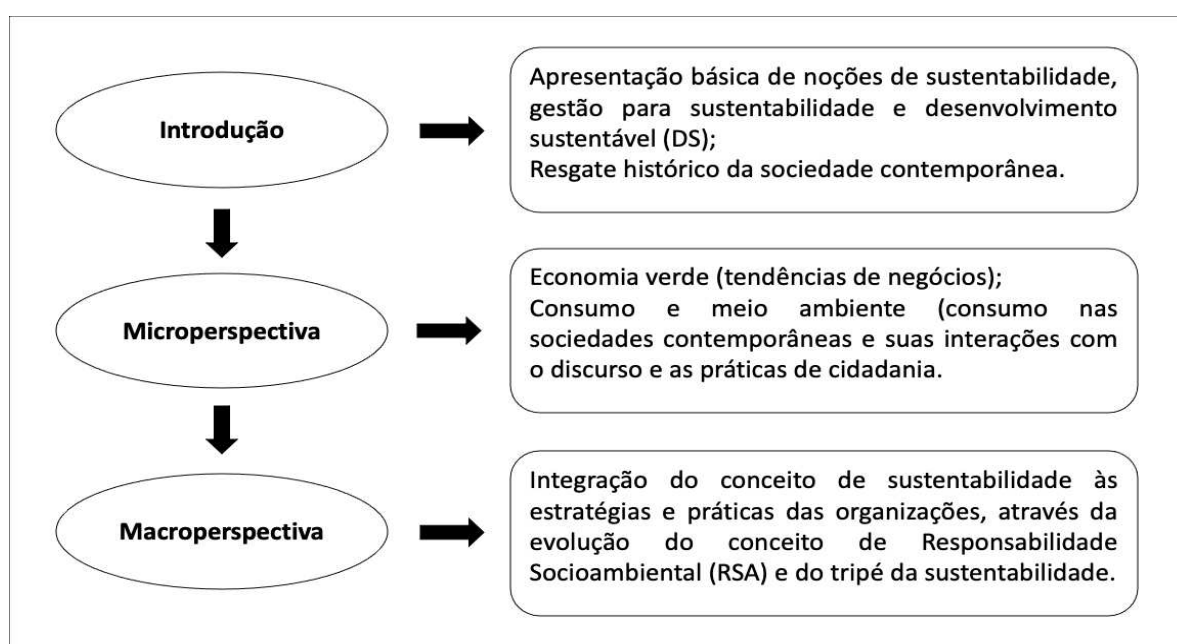 Introdução
Apresentação básica de noções de sustentabilidade,
gestão para sustentabilidade e desenvolvimento
sustentável (DS);
Resgate histórico da sociedade contemporânea.
Microperspectiva
Economia verde (tendências de negócios);
Consumo e meio ambiente (consumo nas
sociedades contemporâneas e suas interações com
o discurso e as práticas de cidadania.
Macroperspectiva
Integração do conceito de sustentabilidade às
estratégias e práticas das organizações, através da
evolução do conceito de Responsabilidade
Socioambiental (RSA) e do tripé da sustentabilidade.